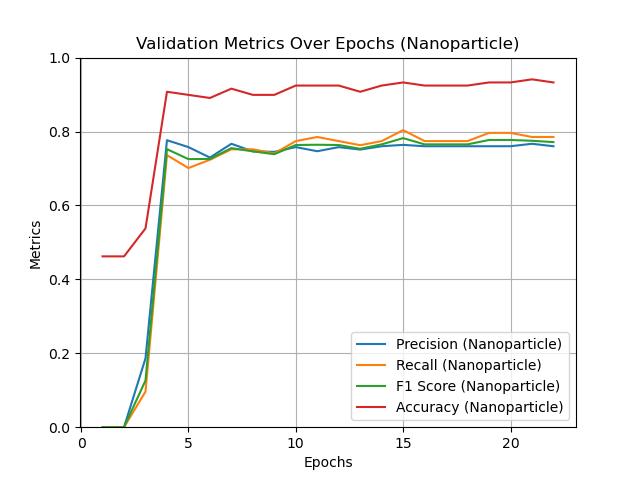 Validation Metrics Over Epochs (Nanoparticle)
1.0
0.8
0.6
0.4
0.2
0.0
Metrics
0
5
10
15
20
Epochs
Precision (Nanoparticle)
Recall (Nanoparticle)
F1 Score (Nanoparticle)
Accuracy (Nanoparticle)